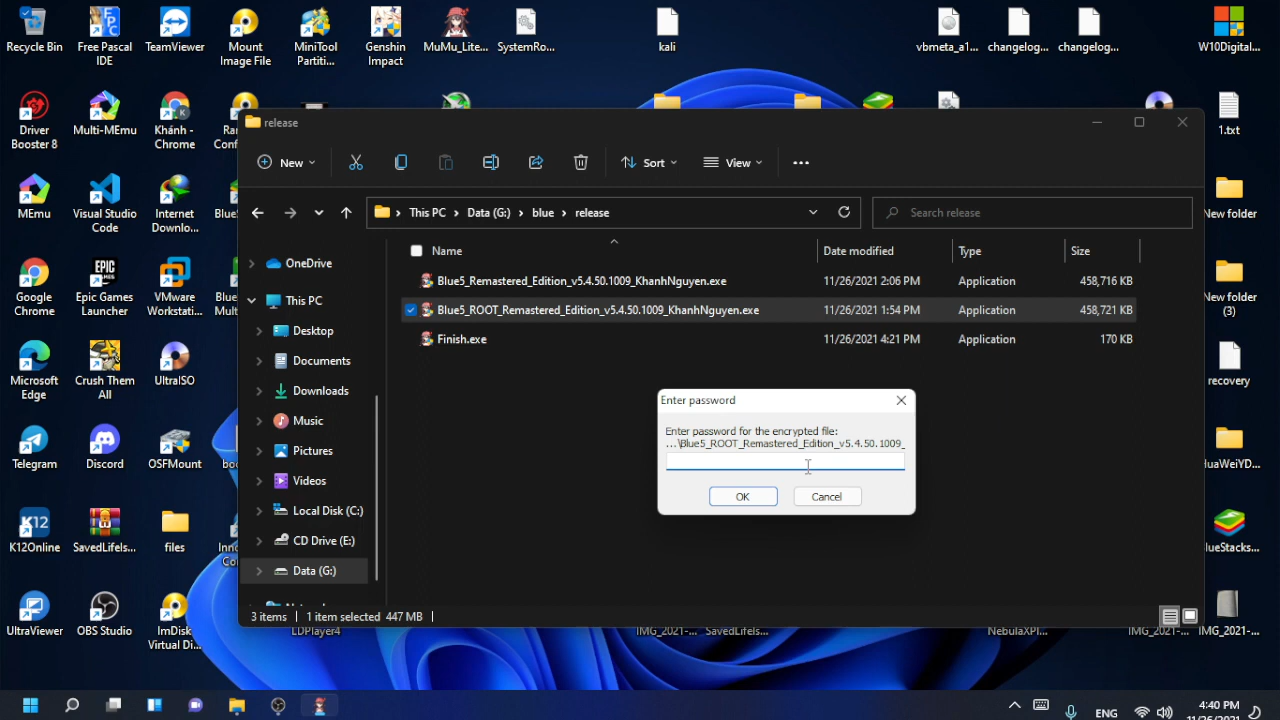 Recycle Bin
Free Pascal IDE
TeamViewer
Mount Image File
MiniTool Partiti...
Genshin Impact
MuMu_Lite...
SystemRo...
kali
vbmeta_a1...
changelog...
changelog...
W10Digital...
Driver Booster 8
Multi-MEmu
Khánh - Chrome
1.txt
MEmu
Visual Studio Code
Internet Downlo...
New folder
Google Chrome
Epic Games Launcher
VMware Workstati...
New folder (3)
Microsoft Edge
Crush Them All
UltraISO
recovery
Telegram
Discord
OSFMount
K12Online
SavedLifeIs...
files
UltraViewer
OBS Studio
ImDisk Virtual Di...
LDPlayer4
IMG_2021-...
SavedLifeIs...
NebulaXPI...
IMG_2021-...
IMG_2021-...
release
New
Sort
View
This PC
Data (G:)
blue
release
Search release
Name
Date modified
Type
Size
Blue5_Remastered_Edition_v5.4.50.1009_KhanhNguyen.exe 11/26/2021 2:06 PM Application 458,716 KB
Blue5_ROOT_Remastered_Edition_v5.4.50.1009_KhanhNguyen.exe 11/26/2021 1:54 PM Application 458,721 KB
Finish.exe 11/26/2021 4:21 PM Application 170 KB
OneDrive
This PC
Desktop
Documents
Downloads
Music
Pictures
Videos
Local Disk (C:)
CD Drive (E:)
Data (G:)
3 items
1 item selected 447 MB
Enter password
Enter password for the encrypted file:
...\Blue5_ROOT_Remastered_Edition_v5.4.50.1009_
OK
Cancel
ENG
4:40 PM